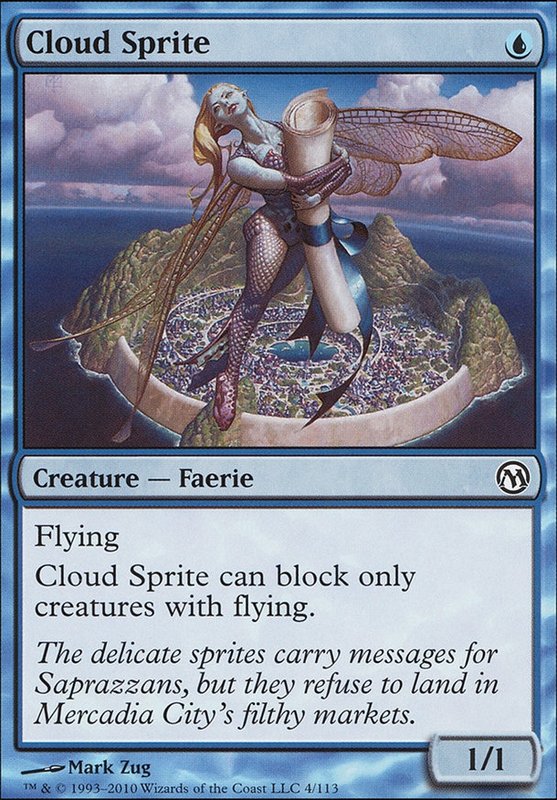 Cloud Sprite
Creature — Faerie
Flying
Cloud Sprite can block only
creatures with flying.
The delicate sprites carry messages for
Saprazzans, but they refuse to land in
Mercadia City's filthy markets.
1/1
Mark Zug
™ & © 1993–2010 Wizards of the Coast LLC 4/113